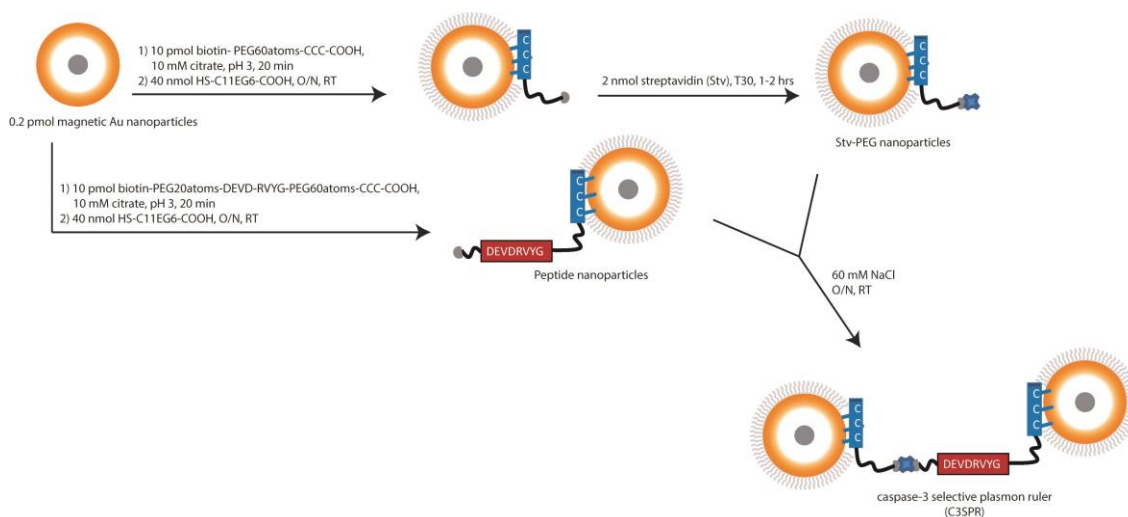 1) 10 pmol biotin- PEG60atoms-CCC-COOH,
10 mM citrate, pH 3, 20 min
2) 40 nmol HS-C11EG6-COOH, O/N, RT
0.2 pmol magnetic Au nanoparticles
C
C
C
2 nmol streptavidin (Stv), T30, 1-2 hrs
C
C
C
Stv-PEG nanoparticles
1) 10 pmol biotin-PEG20atoms-DEVD-RVYG-PEG60atoms-CCC-COOH,
10 mM citrate, pH 3, 20 min
2) 40 nmol HS-C11EG6-COOH, O/N, RT
C
C
C
DEVDRVYG
Peptide nanoparticles
60 mM NaCl
O/N, RT
C
C
C
DEVDRVYG
C
C
C
caspase-3 selective plasmon ruler
(C3SPR)